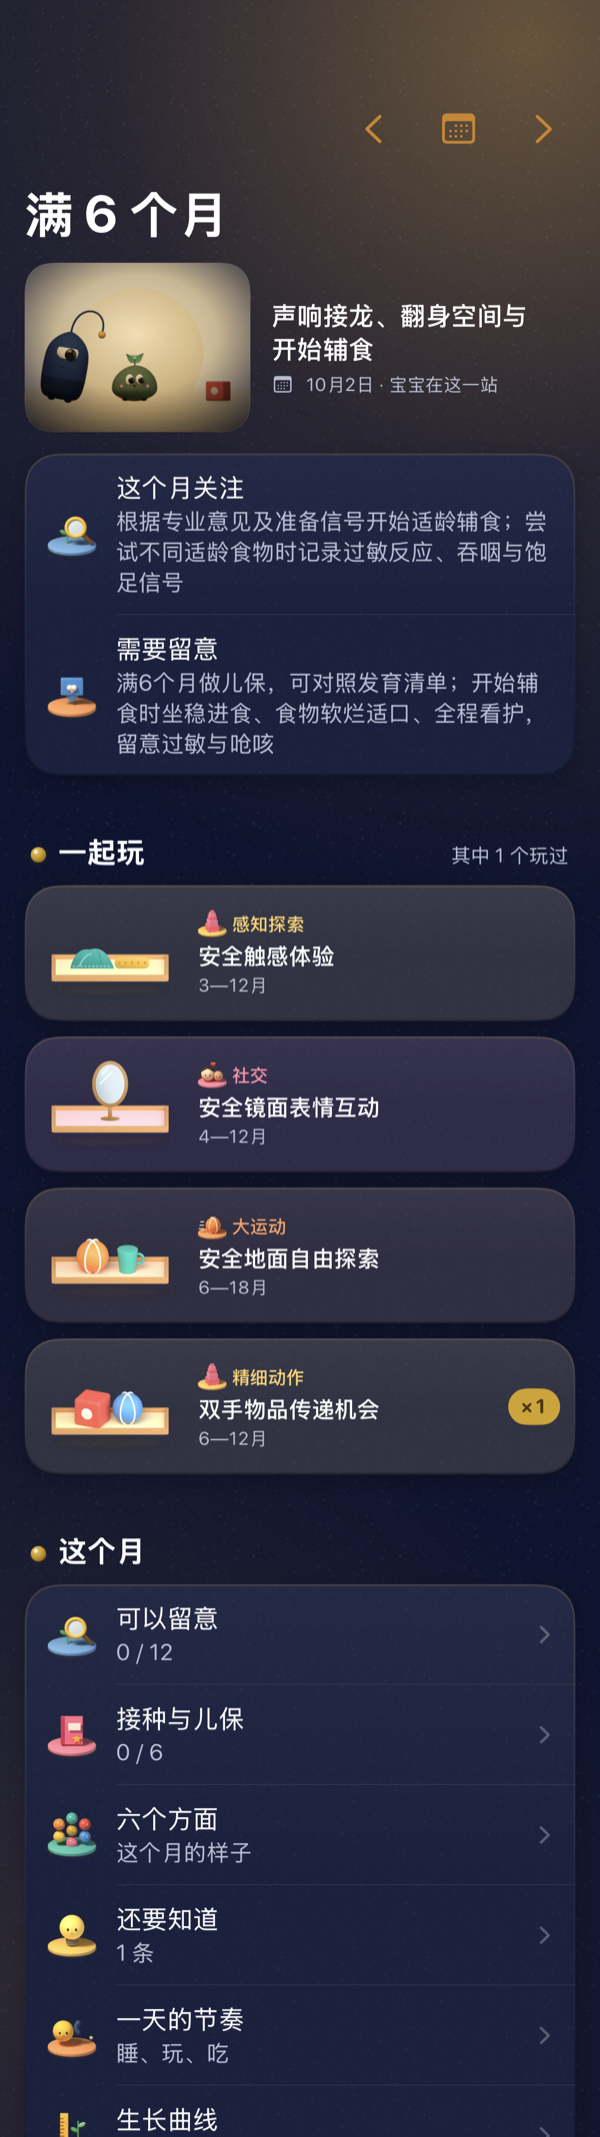 满 6 个月
声响接龙、翻身空间与
开始辅食
10月2日 · 宝宝在这一站
这个月关注
根据专业意见及准备信号开始适龄辅食；尝
试不同适龄食物时记录过敏反应、吞咽与饱
足信号
需要留意
满6个月做儿保，可对照发育清单；开始辅
食时坐稳进食、食物软烂适口、全程看护，
留意过敏与呛咳
一起玩
其中 1 个玩过
感知探索
安全触感体验
3—12月
社交
安全镜面表情互动
4—12月
大运动
安全地面自由探索
6—18月
精细动作
双手物品传递机会
6—12月
×1
这个月
可以留意
0 / 12
接种与儿保
0 / 6
六个方面
这个月的样子
还要知道
1 条
一天的节奏
睡、玩、吃
生长曲线